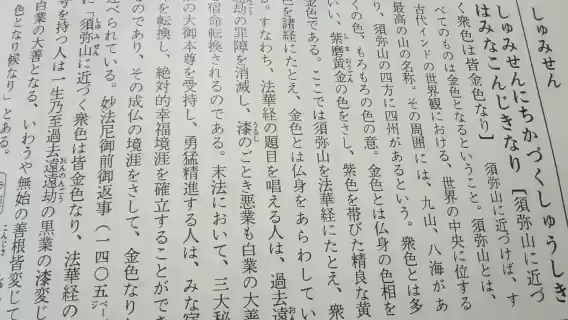 しゅみせん
しゅみせんにちかづくしゅうしき
はみなこんじきなり【須弥山に近づ
く衆色は皆金色なり】
須弥山に近づけば、す
べてのものは金色となるということ。須弥山とは、
古代インドの世界観における、世界の中央に位する
最高の山の名称。その周囲には、九山、八海があ
り、須弥山の四方に四州があるという。衆色とは多
の色、もろもろの色の意。金色とは仏身の色相を
いい、紫磨黄金の色をさし、紫色を帯びた精良な黄
金色である。ここでは須弥山を法華経にたとえ、衆
色を諸経にたとえ、金色とは仏身をあらわしてい
る。すなわち、法華経の題目を唱える人は、過去遠
劫の罪障を消滅し、漆のごとき悪業も白業の大善
宿命転換されるのである。末法において、三大秘
の大御本尊を受持し、勇猛精進する人は、みな宿
を転換し、絶対的幸福境涯を確立することがで
ものであり、その成仏の境涯をさして、金色なり
べられている。妙法尼御前御返事（一四〇五㌻
に「須弥山に近づく衆色は皆金色なり、法華経の
号を持つ人は一生乃至過去遠遠劫の黒業の漆変じ
白業の大善となる、いわうや無始の善根皆変じて
色となり候なり」とある。